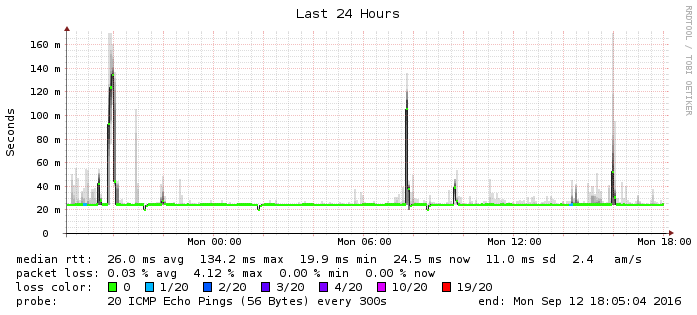 Last 24 Hours
RRDTOOL / TOBI OETIKER
Seconds
160 m
140 m
120 m
100 m
80 m
60 m
40 m
20 m
0
Mon 00:00 Mon 06:00 Mon 12:00 Mon 18:00
median rtt: 26.0 ms avg 134.2 ms max 19.9 ms min 24.5 ms now 11.0 ms sd 2.4 am/s
packet loss: 0.03 % avg 4.12 % max 0.00 % min 0.00 % now
loss color: 0 1/20 2/20 3/20 4/20 10/20 19/20
probe: 20 ICMP Echo Pings (56 Bytes) every 300s end: Mon Sep 12 18:05:04 2016